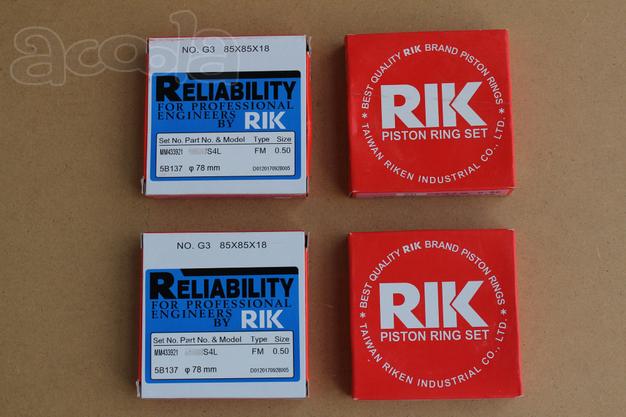 acoola
NO. G3 85X85X18
RELIABILITY
FOR PROFESSIONAL
ENGINEERS
BY RIK
Set No. Part No. & Model Type Size
MM433921 S4L FM 0.50
5B137 φ 78 mm D0120170928005
BEST QUALITY RIK BRAND PISTON RINGS
RIK
PISTON RING SET
* TAIWAN RIKEN INDUSTRIAL CO., LTD. *
NO. G3 85X85X18
RELIABILITY
FOR PROFESSIONAL
ENGINEERS
BY RIK
Set No. Part No. & Model Type Size
MM433921 S4L FM 0.50
5B137 φ 78 mm D0120170928005
BEST QUALITY RIK BRAND PISTON RINGS
RIK
PISTON RING SET
* TAIWAN RIKEN INDUSTRIAL CO., LTD. *